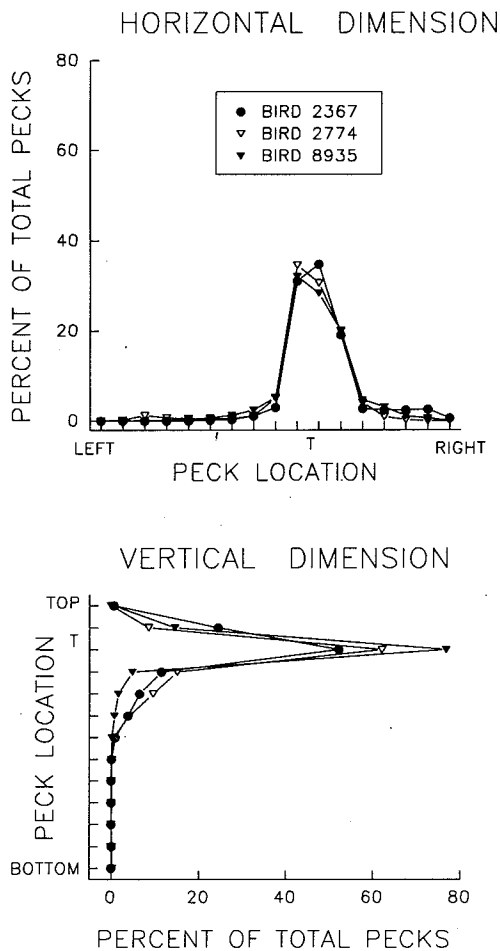 HORIZONTAL DIMENSION
80
60
40
20
0
PERCENT OF TOTAL PECKS
BIRD 2367
BIRD 2774
BIRD 8935
LEFT T RIGHT
PECK LOCATION
VERTICAL DIMENSION
TOP
T
BOTTOM
PECK LOCATION
0 20 40 60 80
PERCENT OF TOTAL PECKS